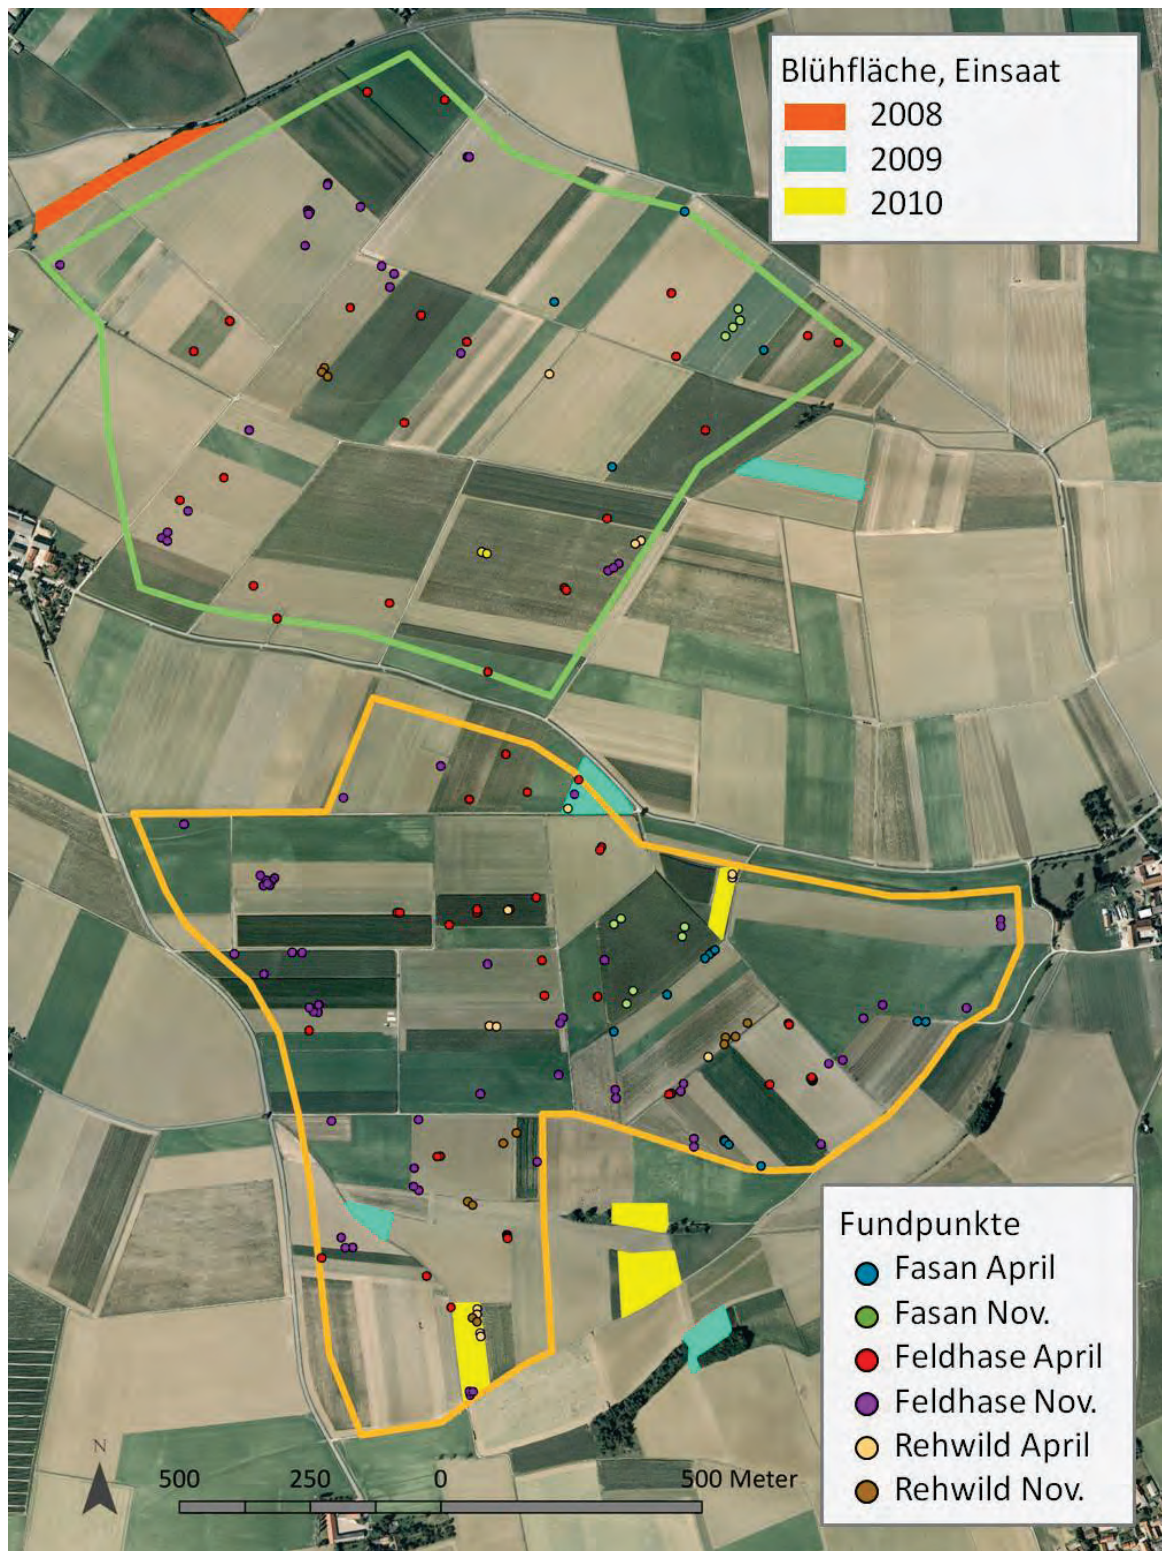 Blühfläche, Einsaat
2008
2009
2010
Fundpunkte
Fasan April
Fasan Nov.
Feldhase April
Feldhase Nov.
Rehwild April
Rehwild Nov.
N
500 250 0 500 Meter